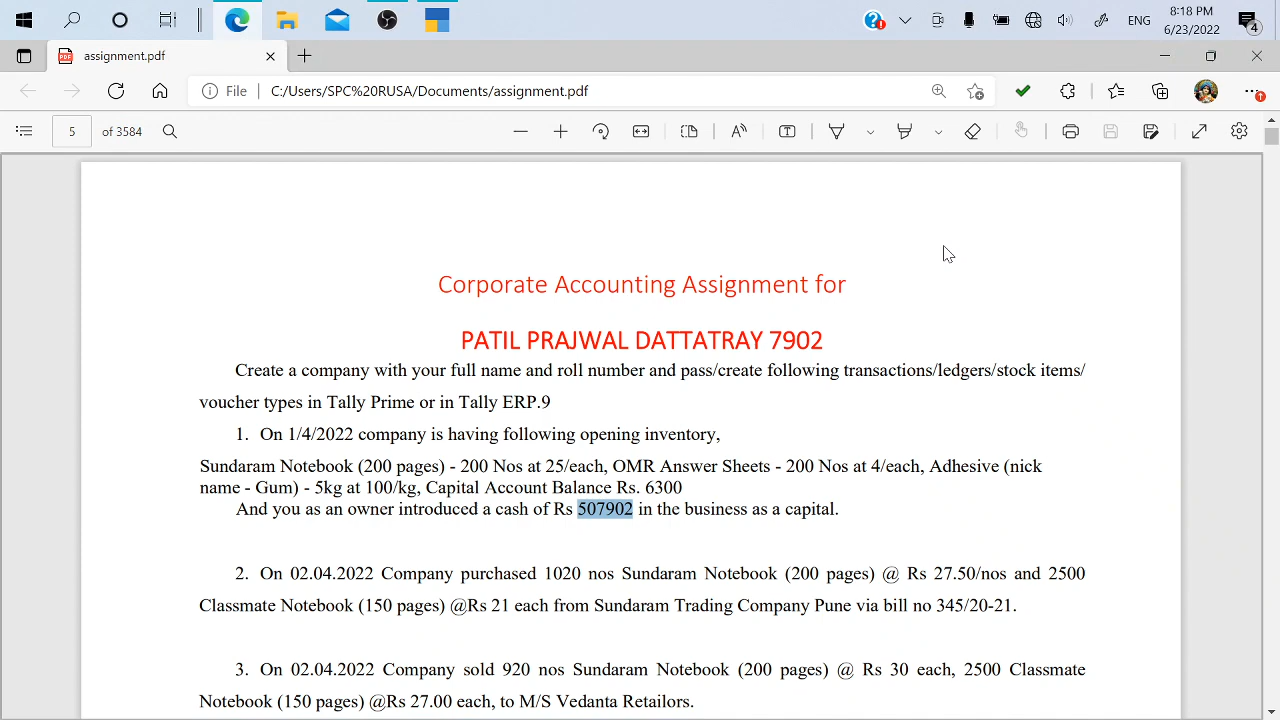 ENG
8:18 PM
6/23/2022
4
assignment.pdf
File
C:/Users/SPC%20RUSA/Documents/assignment.pdf
5 of 3584
Corporate Accounting Assignment for
PATIL PRAJWAL DATTATRAY 7902
Create a company with your full name and roll number and pass/create following transactions/ledgers/stock items/
voucher types in Tally Prime or in Tally ERP.9
1. On 1/4/2022 company is having following opening inventory,
Sundaram Notebook (200 pages) - 200 Nos at 25/each, OMR Answer Sheets - 200 Nos at 4/each, Adhesive (nick
name - Gum) - 5kg at 100/kg, Capital Account Balance Rs. 6300
And you as an owner introduced a cash of Rs 507902 in the business as a capital.
2. On 02.04.2022 Company purchased 1020 nos Sundaram Notebook (200 pages) @ Rs 27.50/nos and 2500
Classmate Notebook (150 pages) @Rs 21 each from Sundaram Trading Company Pune via bill no 345/20-21.
3. On 02.04.2022 Company sold 920 nos Sundaram Notebook (200 pages) @ Rs 30 each, 2500 Classmate
Notebook (150 pages) @Rs 27.00 each, to M/S Vedanta Retailors.